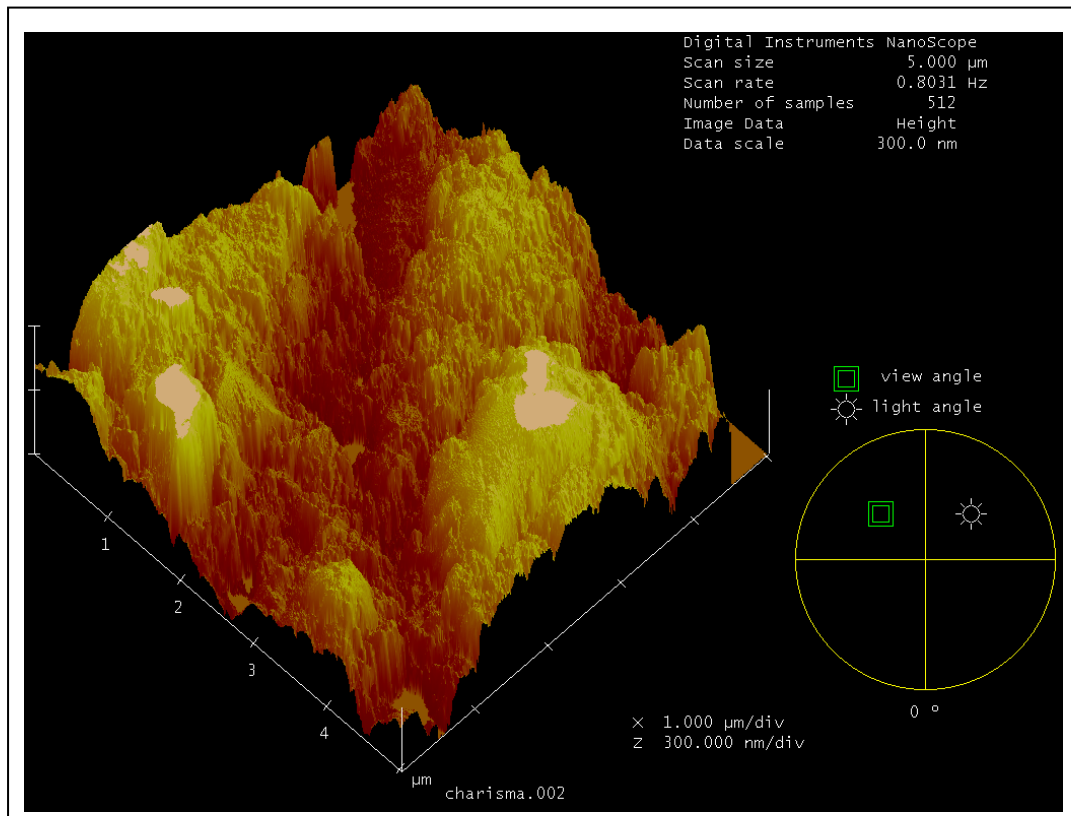 Digital Instruments NanoScope
Scan size 5.000 µm
Scan rate 0.8031 Hz
Number of samples 512
Image Data Height
Data scale 300.0 nm
view angle
light angle
1
2
3
4
µm
0 º
X 1.000 µm/div
Z 300.000 nm/div
charisma.002